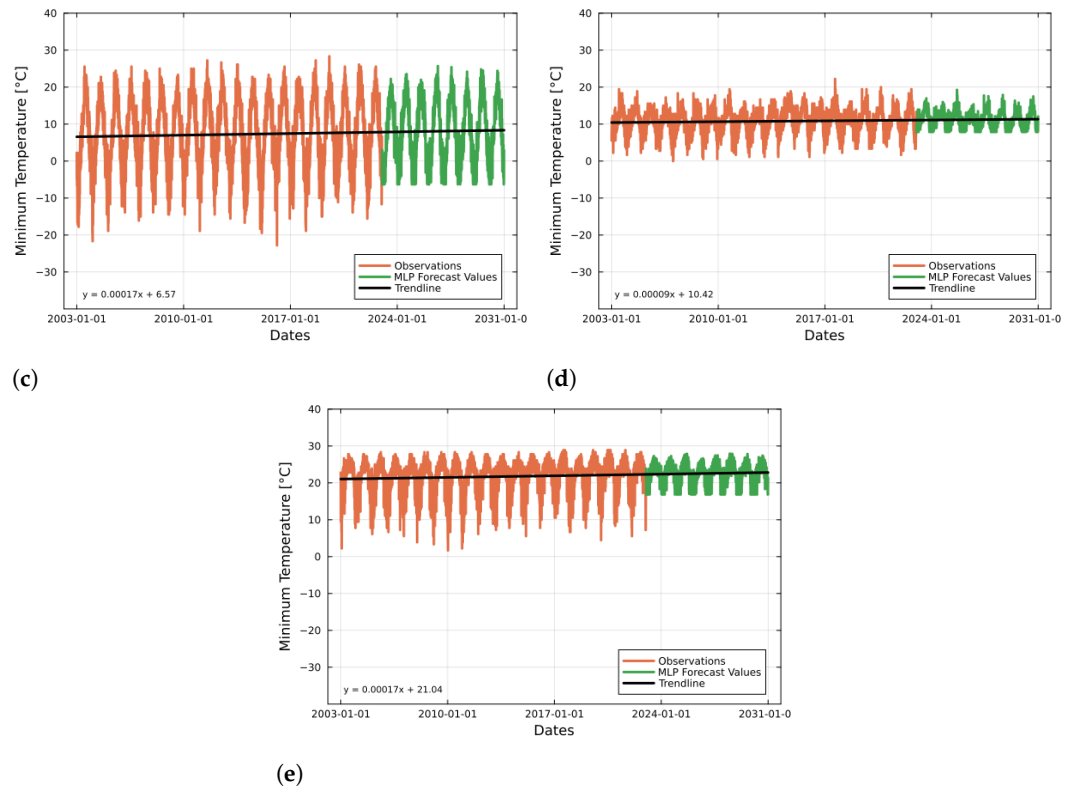 40
30
20
10
0
−10
−20
−30
Minimum Temperature [°C]
Observations
MLP Forecast Values
Trendline
y = 0.00017x + 6.57
2003-01-01 2010-01-01 2017-01-01 2024-01-01 2031-01-0
Dates
(c)
40
30
20
10
0
−10
−20
−30
Minimum Temperature [°C]
Observations
MLP Forecast Values
Trendline
y = 0.00009x + 10.42
2003-01-01 2010-01-01 2017-01-01 2024-01-01 2031-01-0
Dates
(d)
40
30
20
10
0
−10
−20
−30
Minimum Temperature [°C]
Observations
MLP Forecast Values
Trendline
y = 0.00017x + 21.04
2003-01-01 2010-01-01 2017-01-01 2024-01-01 2031-01-0
Dates
(e)